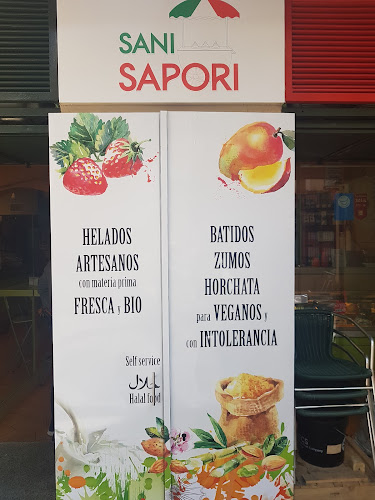 SANI
SAPORI
HELADOS
ARTESANOS
con materia prima
FRESCA y BIO
Self service
حلال
Halal food
BATIDOS
ZUMOS
HORCHATA
para VEGANOS y
con INTOLERANCIA